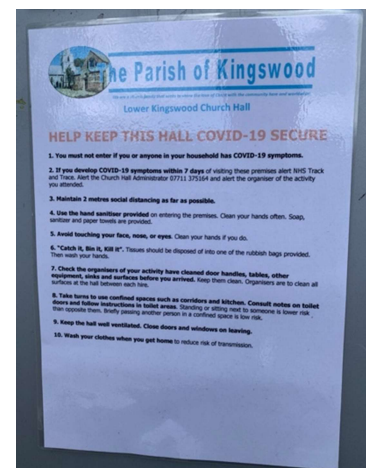 The Parish of Kingswood
Lower Kingswood Church Hall
HELP KEEP THIS HALL COVID-19 SECURE
1. You must not enter if you or anyone in your household has COVID-19 symptoms.
2. If you develop COVID-19 symptoms within 7 days of visiting these premises alert NHS Track
and Trace. Alert the Church Hall Administrator 07711 375164 and alert the organiser of the activity
you attended.
3. Maintain 2 metres social distancing as far as possible.
4. Use the hand sanitiser provided on entering the premises. Clean your hands often. Soap,
sanitizer and paper towels are provided.
5. Avoid touching your face, nose, or eyes. Clean your hands if you do.
6. "Catch it, Bin it, Kill it". Tissues should be disposed of into one of the rubbish bags provided.
Then wash your hands.
7. Check the organisers of your activity have cleaned door handles, tables, other
equipment, sinks and surfaces before you arrived. Keep them clean. Organisers are to clean all
surfaces at the hall between each hire.
8. Take turns to use confined spaces such as corridors and kitchen. Consult notes on toilet
doors and follow instructions in toilet areas. Standing or sitting next to someone is lower risk
than opposite them. Briefly passing another person in a confined space is low risk.
9. Keep the hall well ventilated. Close doors and windows on leaving.
10. Wash your clothes when you get home to reduce risk of transmission.